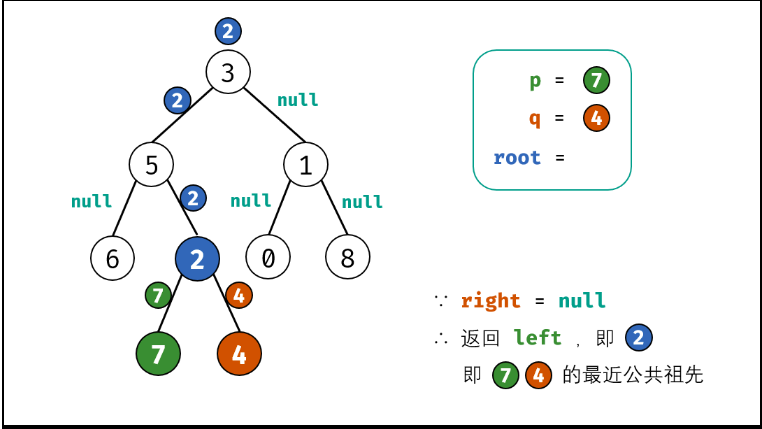 2
3
2 null
5 1
null 2 null null
6 2 0 8
7 4
7 4
p = 7
q = 4
root =
∵ right = null
∴ 返回 left , 即 2
即 7 4 的最近公共祖先